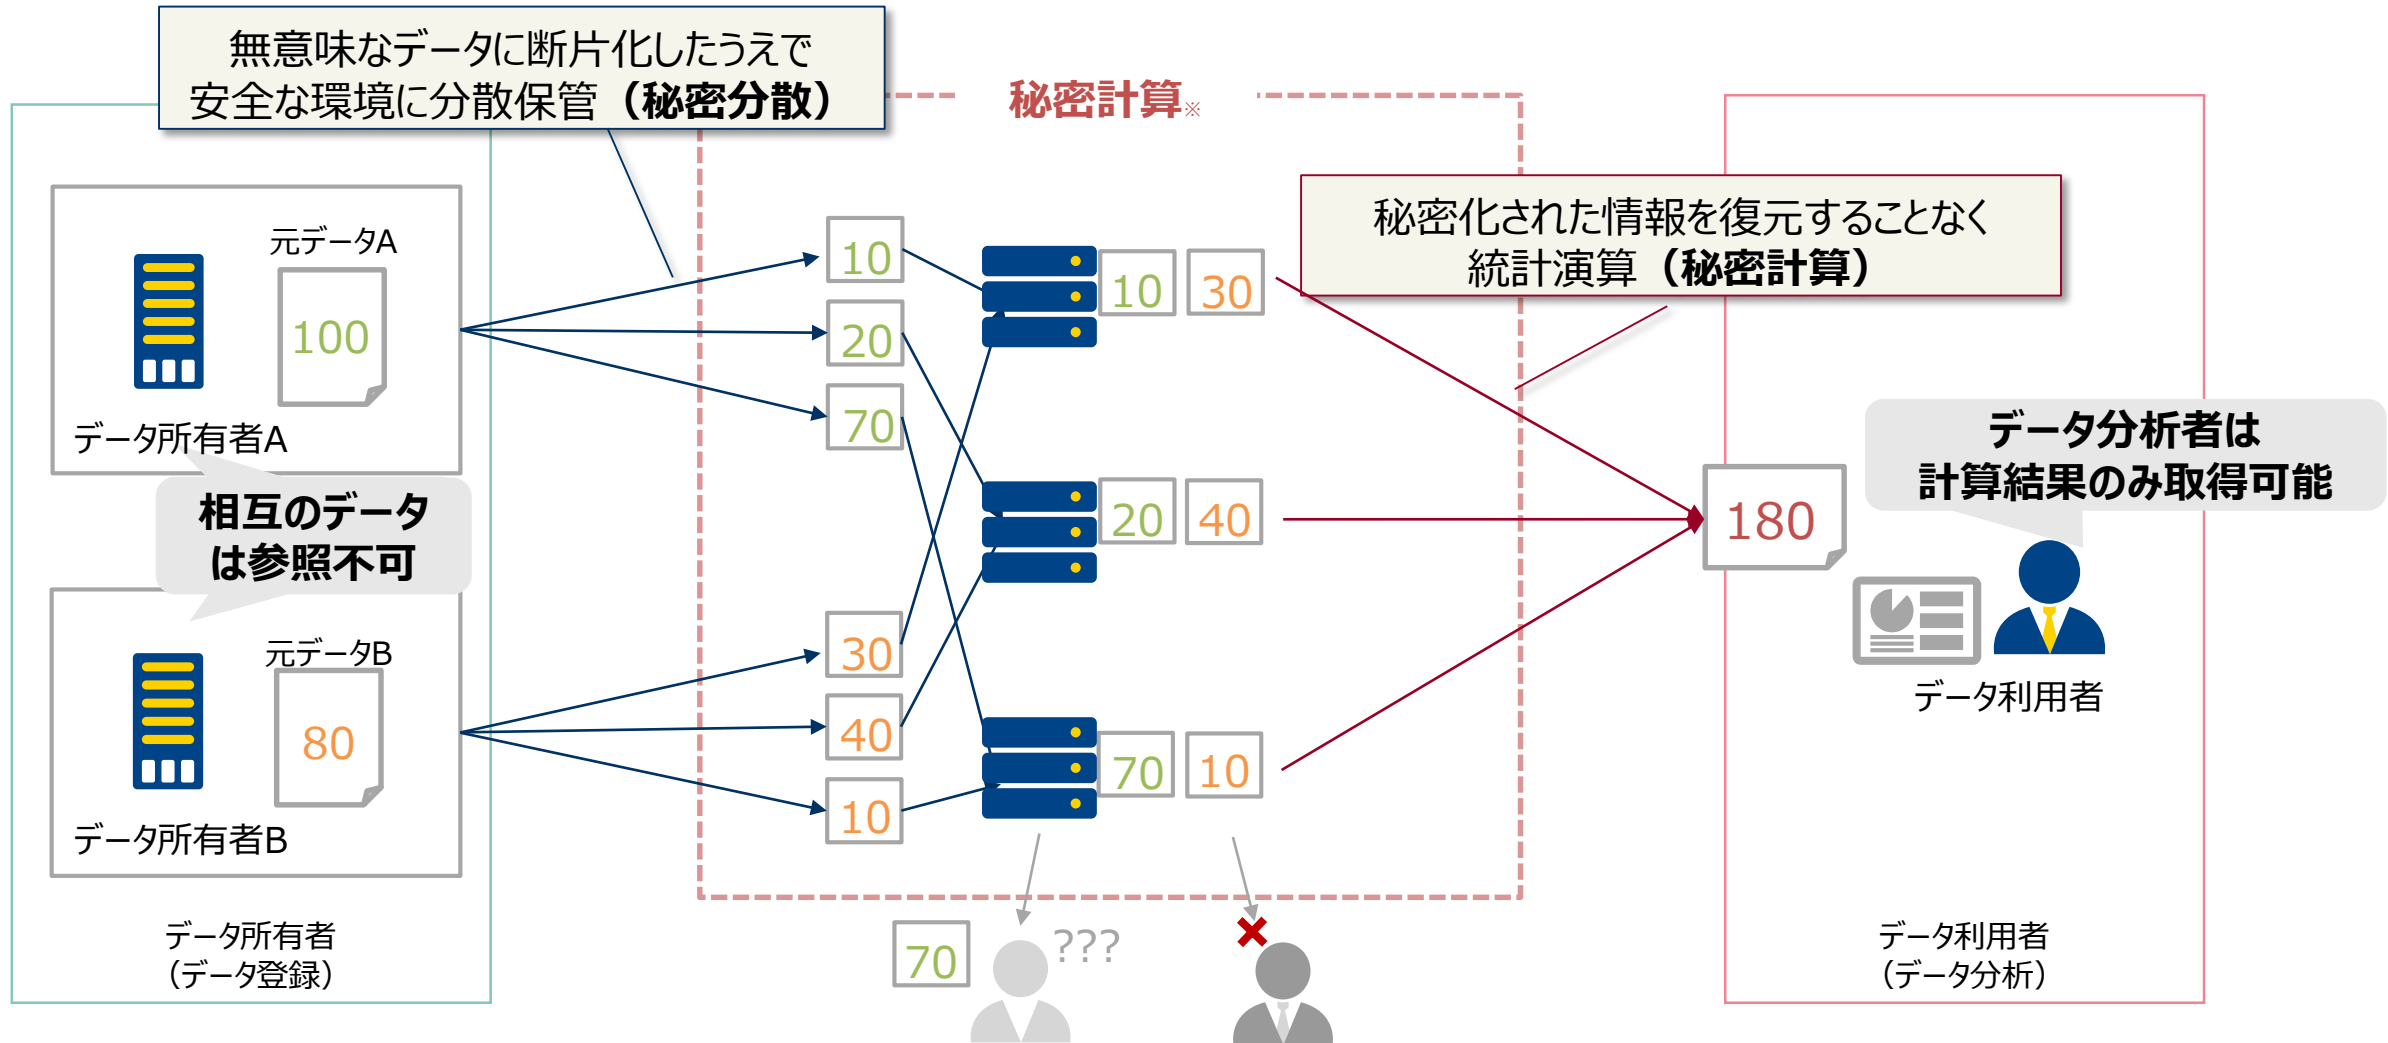 無意味なデータに断片化したうえで
安全な環境に分散保管（秘密分散）
秘密計算※
秘密化された情報を復元することなく
統計演算（秘密計算）
元データA
100
データ所有者A
相互のデータ
は参照不可
元データB
80
データ所有者B
データ所有者
（データ登録）
10
20
70
30
40
10
10 30
20 40
70 10
70
???
180
データ分析者は
計算結果のみ取得可能
データ利用者
データ利用者
（データ分析）